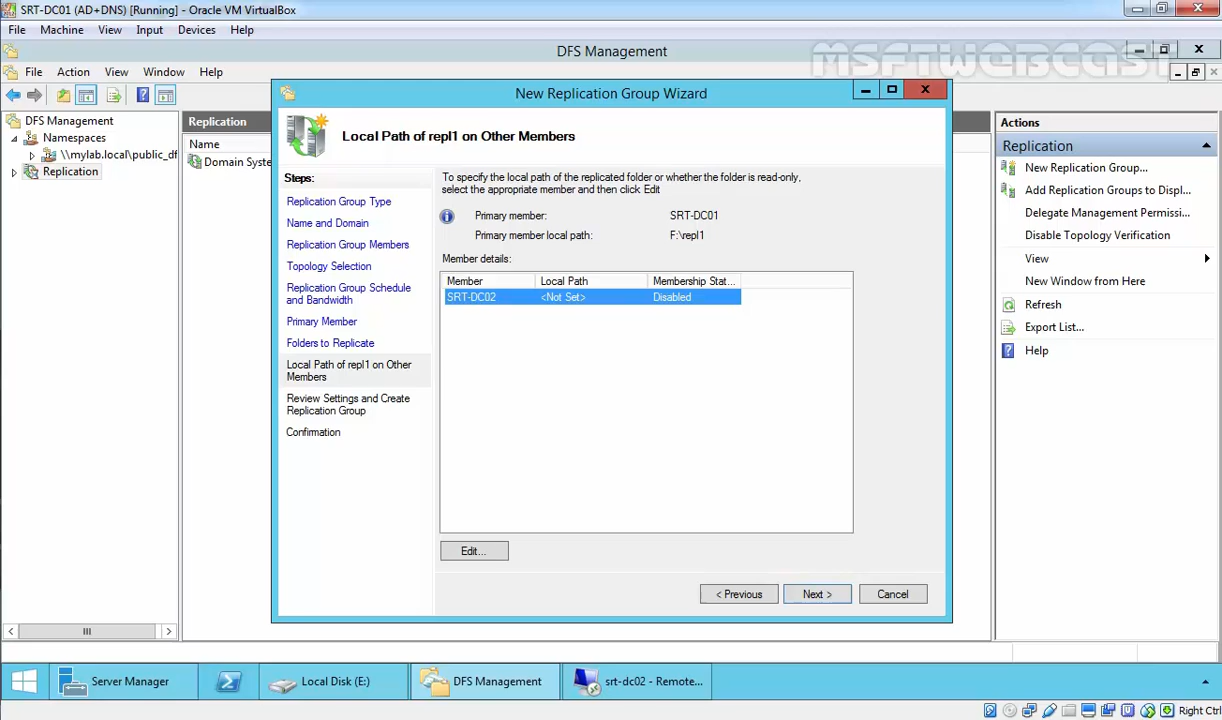 SRT-DC01 (AD+DNS) [Running] - Oracle VM VirtualBox
File Machine View Input Devices Help
DFS Management
MSFTWEBCAST
File Action View Window Help
DFS Management
Namespaces
\\mylab.local\public_df
Replication
Replication
Name
Domain Syste
New Replication Group Wizard
Local Path of repl1 on Other Members
Steps:
Replication Group Type
Name and Domain
Replication Group Members
Topology Selection
Replication Group Schedule
and Bandwidth
Primary Member
Folders to Replicate
Local Path of repl1 on Other
Members
Review Settings and Create
Replication Group
Confirmation
To specify the local path of the replicated folder or whether the folder is read-only,
select the appropriate member and then click Edit
Primary member: SRT-DC01
Primary member local path: F:\repl1
Member details:
Member Local Path Membership Stat...
SRT-DC02 <Not Set> Disabled
Edit...
< Previous Next > Cancel
Actions
Replication
New Replication Group...
Add Replication Groups to Displ...
Delegate Management Permissi...
Disable Topology Verification
View
New Window from Here
Refresh
Export List...
Help
Server Manager Local Disk (E:) DFS Management srt-dc02 - Remote...
Right Ctrl